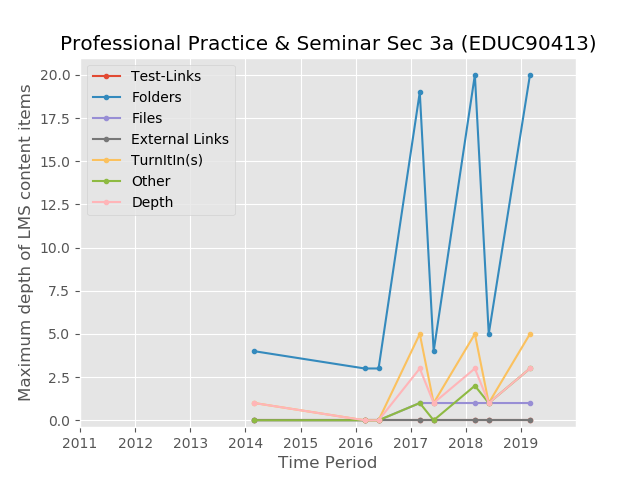 Professional Practice & Seminar Sec 3a (EDUC90413)
Test-Links
Folders
Files
External Links
TurnItIn(s)
Other
Depth
Maximum depth of LMS content items
20.0
17.5
15.0
12.5
10.0
7.5
5.0
2.5
0.0
2011 2012 2013 2014 2015 2016 2017 2018 2019
Time Period